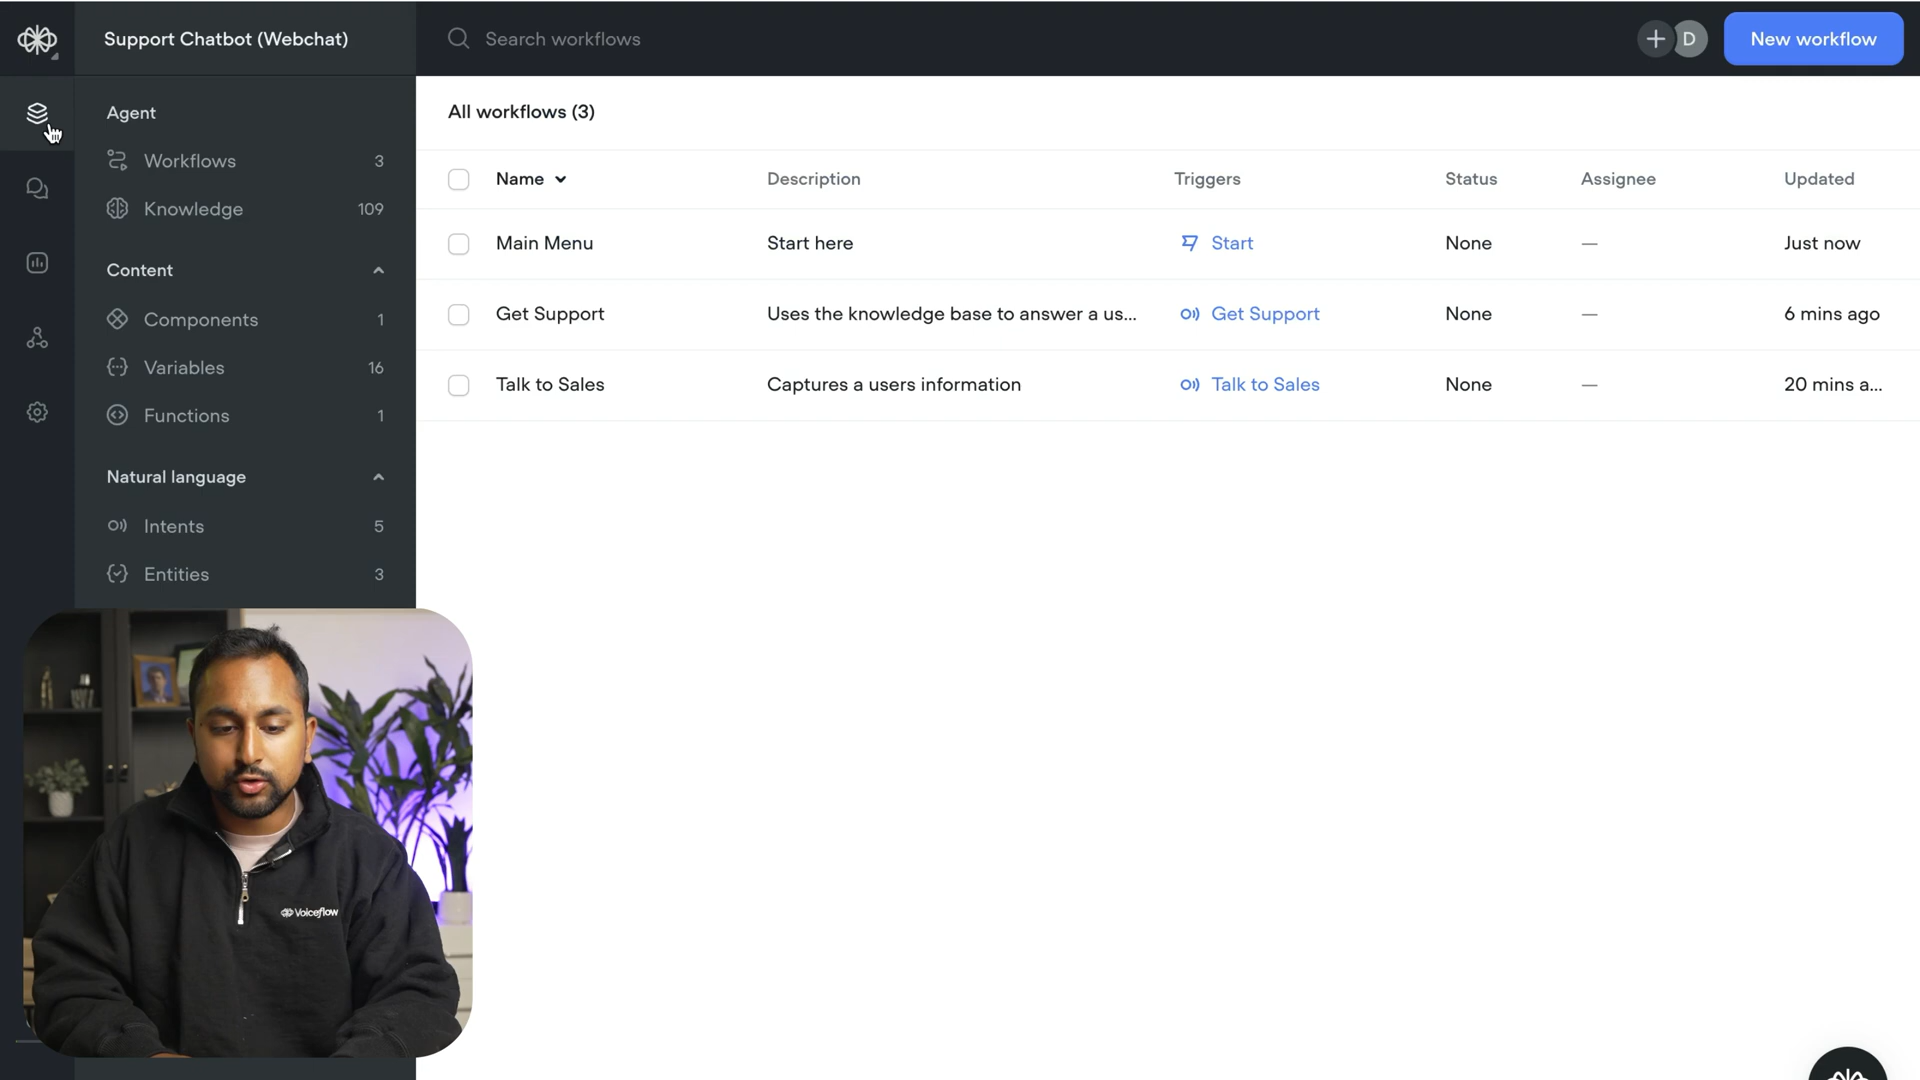 Support Chatbot (Webchat)
Search workflows
D
New workflow
Agent
Workflows 3
Knowledge 109
Content
Components 1
Variables 16
Functions 1
Natural language
Intents 5
Entities 3
All workflows (3)
Name Description Triggers Status Assignee Updated
Main Menu Start here Start None — Just now
Get Support Uses the knowledge base to answer a us... Get Support None — 6 mins ago
Talk to Sales Captures a users information Talk to Sales None — 20 mins a...
Voiceflow